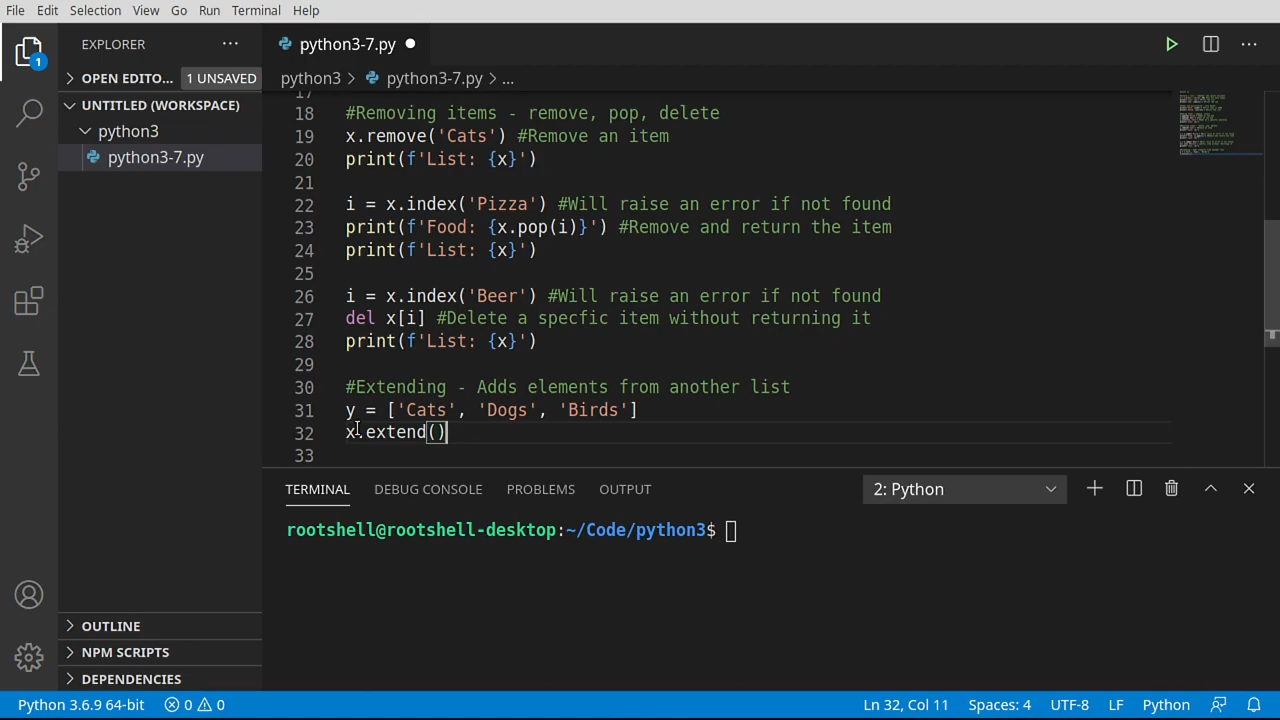 File Edit Selection View Go Run Terminal Help
EXPLORER
python3-7.py
1
OPEN EDITO... 1 UNSAVED
python3 > python3-7.py > ...
UNTITLED (WORKSPACE)
python3
python3-7.py
17
18 #Removing items - remove, pop, delete
19 x.remove('Cats') #Remove an item
20 print(f'List: {x}')
21
22 i = x.index('Pizza') #Will raise an error if not found
23 print(f'Food: {x.pop(i)}') #Remove and return the item
24 print(f'List: {x}')
25
26 i = x.index('Beer') #Will raise an error if not found
27 del x[i] #Delete a specfic item without returning it
28 print(f'List: {x}')
29
30 #Extending - Adds elements from another list
31 y = ['Cats', 'Dogs', 'Birds']
32 x.extend()
33
TERMINAL DEBUG CONSOLE PROBLEMS OUTPUT 2: Python
rootshell@rootshell-desktop:~/Code/python3$
OUTLINE
NPM SCRIPTS
DEPENDENCIES
Python 3.6.9 64-bit 0 0 Ln 32, Col 11 Spaces: 4 UTF-8 LF Python